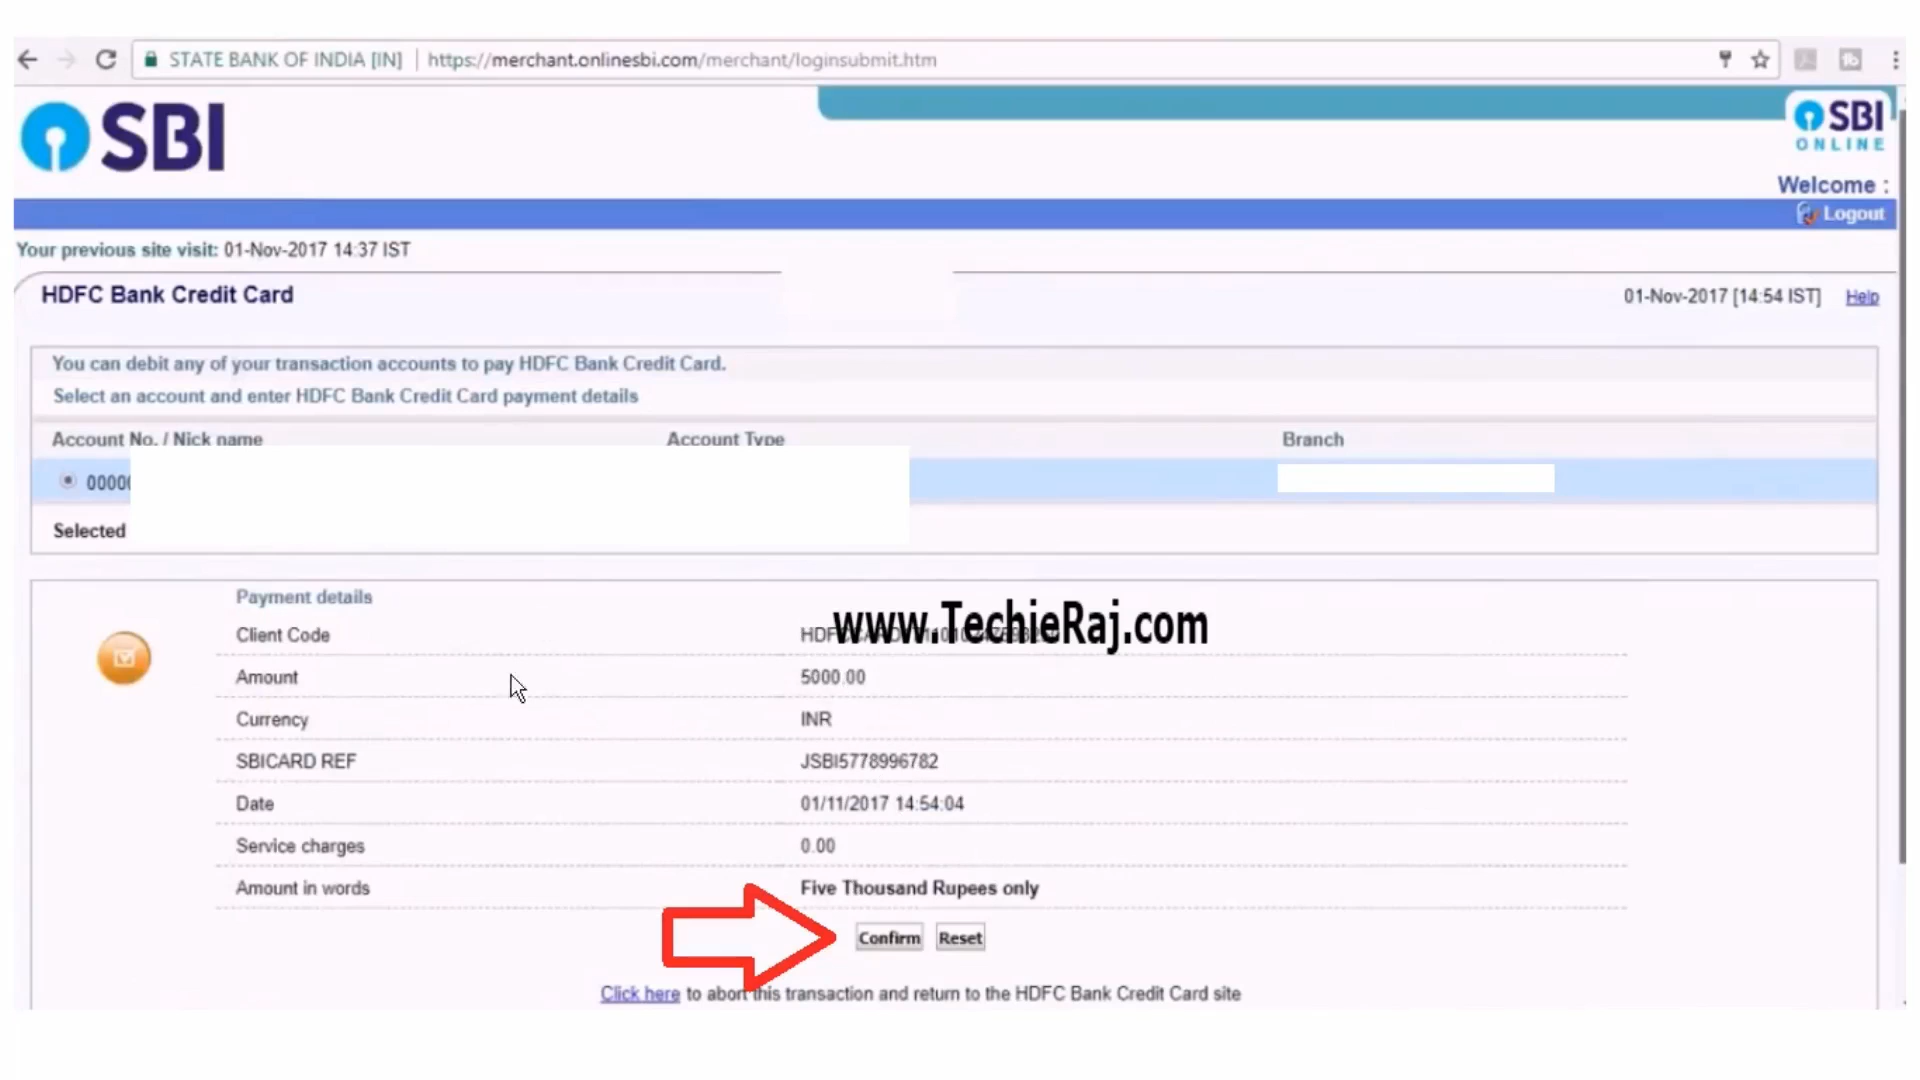 STATE BANK OF INDIA [IN] https://merchant.onlinesbi.com/merchant/loginsubmit.htm
SBI
SBI
ONLINE
Welcome :
Logout
Your previous site visit: 01-Nov-2017 14:37 IST
HDFC Bank Credit Card 01-Nov-2017 [14:54 IST] Help
You can debit any of your transaction accounts to pay HDFC Bank Credit Card.
Select an account and enter HDFC Bank Credit Card payment details
Account No. / Nick name Account Type Branch
Selected
Payment details
www.TechieRaj.com
Client Code
Amount 5000.00
Currency INR
SBICARD REF JSBI5778996782
Date 01/11/2017 14:54:04
Service charges 0.00
Amount in words Five Thousand Rupees only
Confirm Reset
Click here to abort this transaction and return to the HDFC Bank Credit Card site